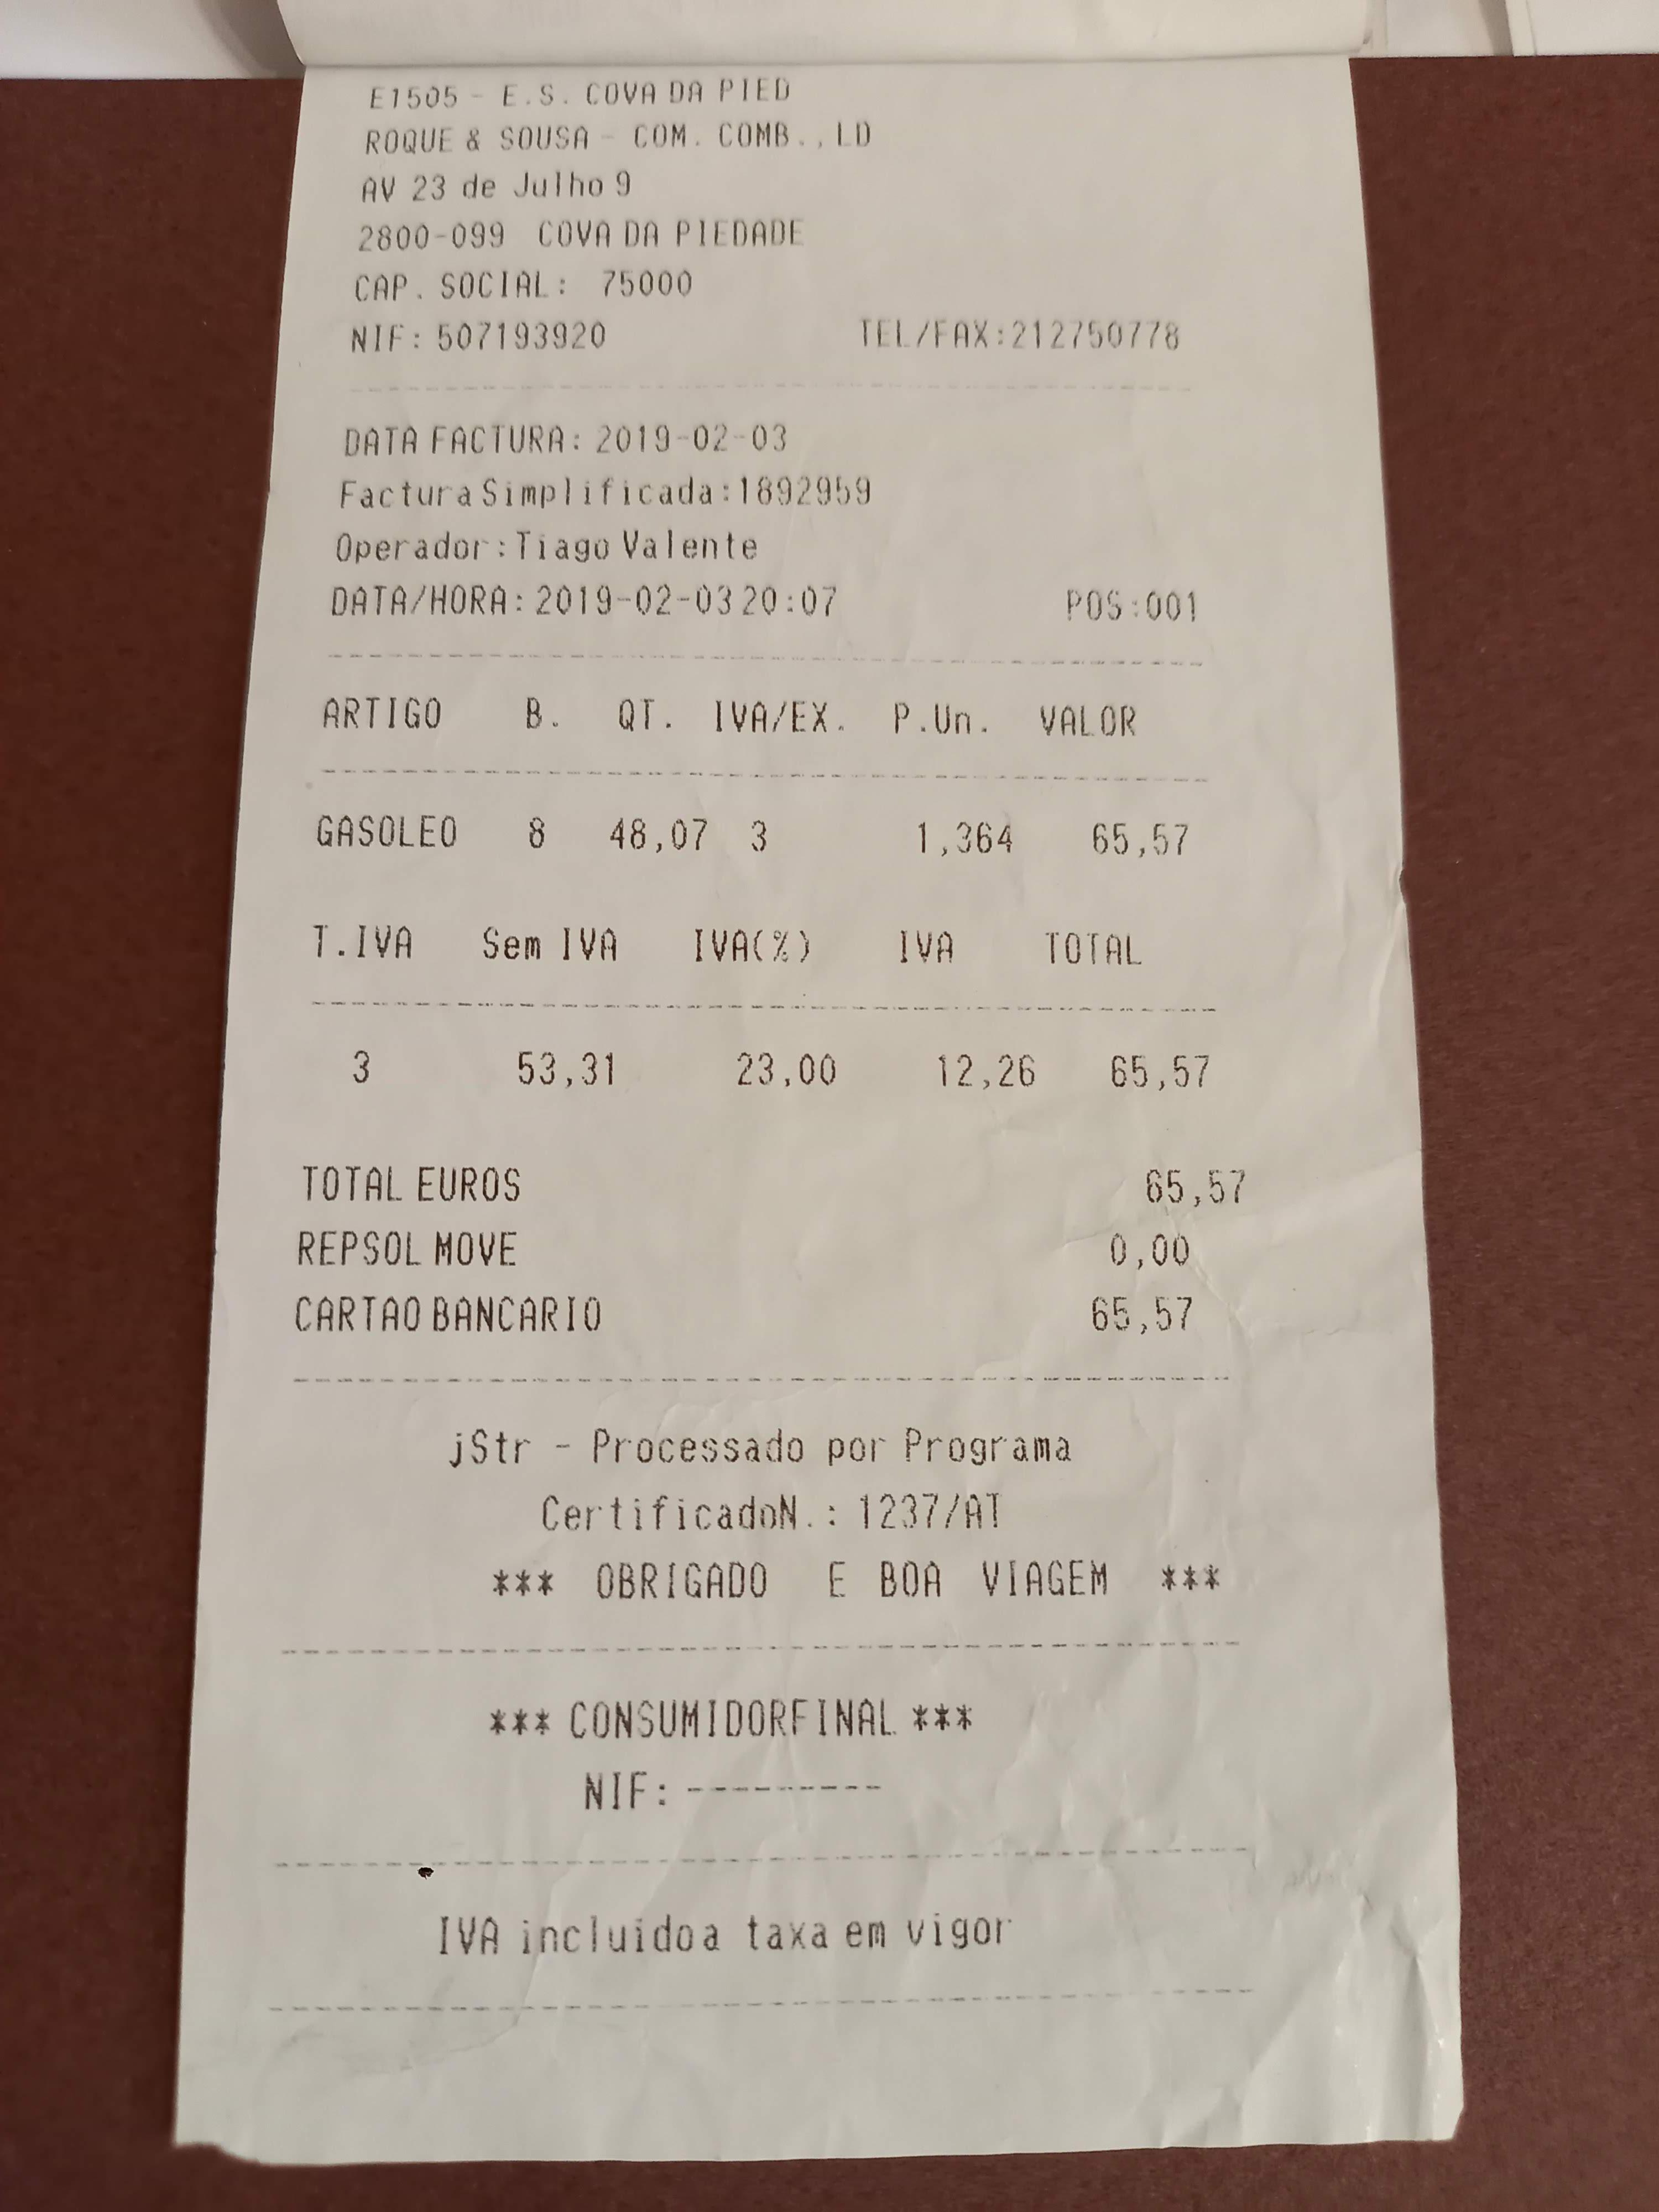 E1505 - E.S. COVA DA PIED
ROQUE & SOUSA - COM. COMB., LD
AV 23 de Julho 9
2800-099 COVA DA PIEDADE
CAP. SOCIAL: 75000
NIF: 507193920 TEL/FAX:212750778
DATA FACTURA: 2019-02-03
Factura Simplificada:1892959
Operador:Tiago Valente
DATA/HORA: 2019-02-03 20:07 POS:001
ARTIGO B. QT. IVA/EX. P.Un. VALOR
GASOLEO 8 48,07 3 1,364 65,57
T.IVA Sem IVA IVA(%) IVA TOTAL
3 53,31 23,00 12,26 65,57
TOTAL EUROS 65,57
REPSOL MOVE 0,00
CARTAO BANCARIO 65,57
jStr - Processado por Programa
CertificadoN.: 1237/AT
*** OBRIGADO E BOA VIAGEM ***
*** CONSUMIDORFINAL ***
NIF: ---------
IVA incluido a taxa em vigor